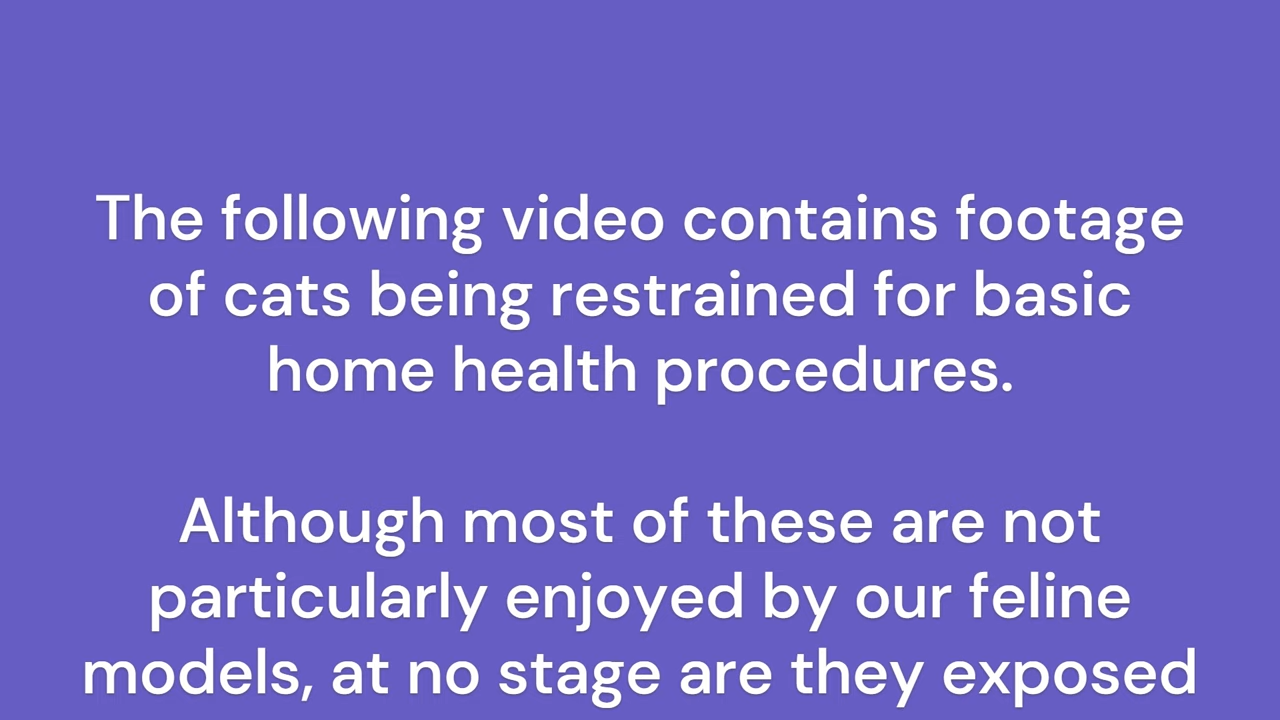 The following video contains footage
of cats being restrained for basic
home health procedures.
Although most of these are not
particularly enjoyed by our feline
models, at no stage are they exposed